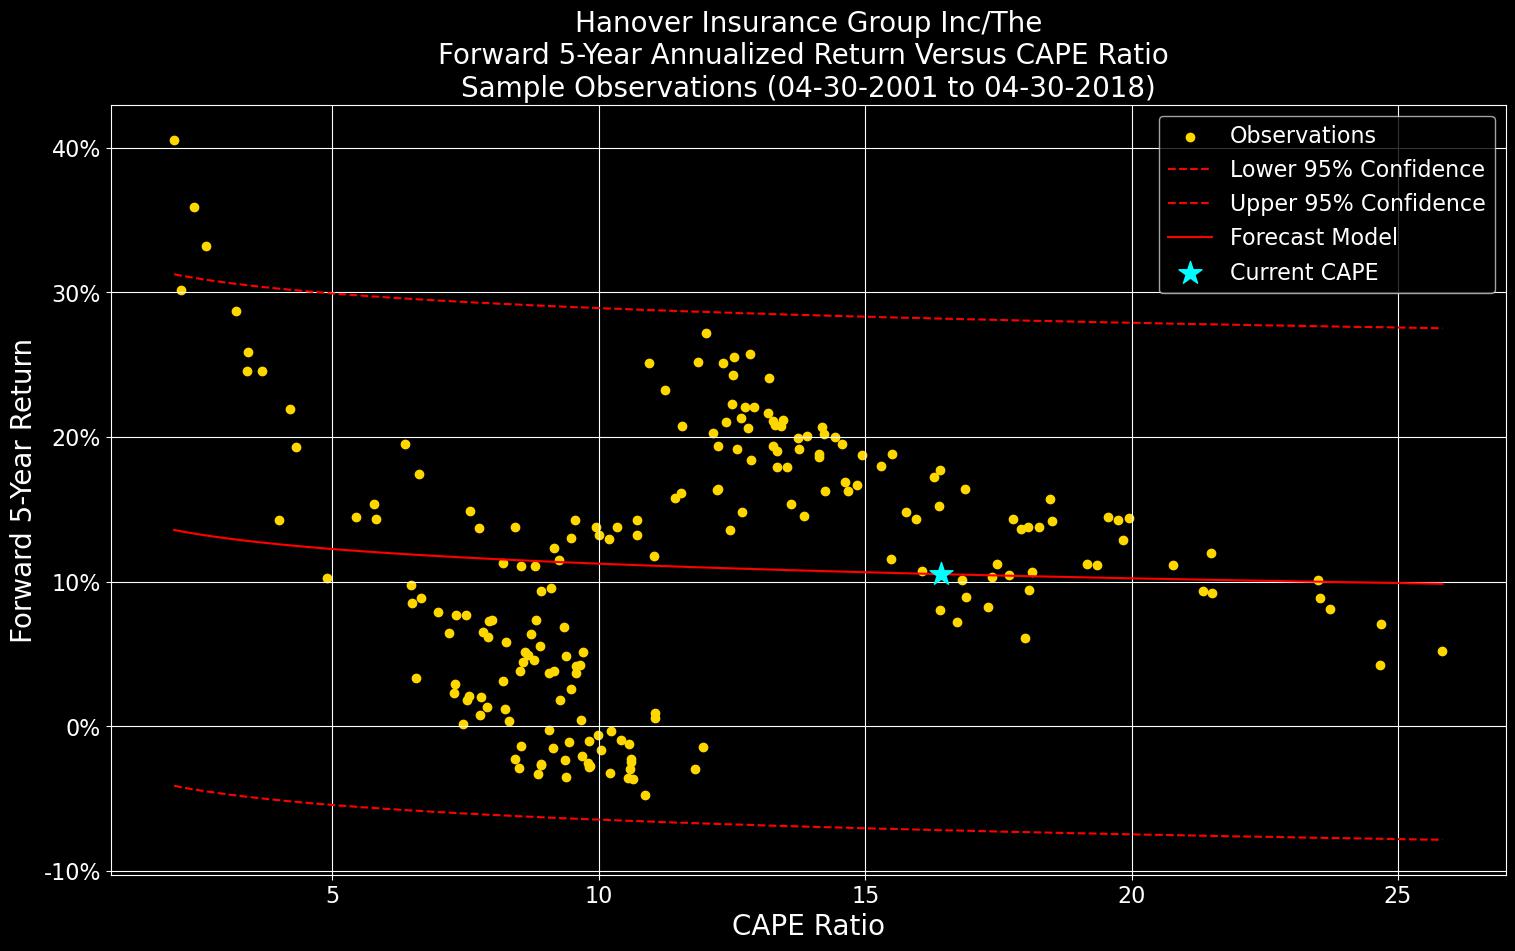 Hanover Insurance Group Inc/The
Forward 5-Year Annualized Return Versus CAPE Ratio
Sample Observations (04-30-2001 to 04-30-2018)
Observations
Lower 95% Confidence
Upper 95% Confidence
Forecast Model
Current CAPE
Forward 5-Year Return
40%
30%
20%
10%
0%
-10%
5 10 15 20 25
CAPE Ratio